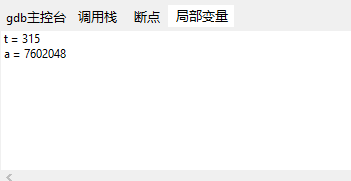 gdb主控台 调用栈 断点 局部变量
t = 315
a = 7602048